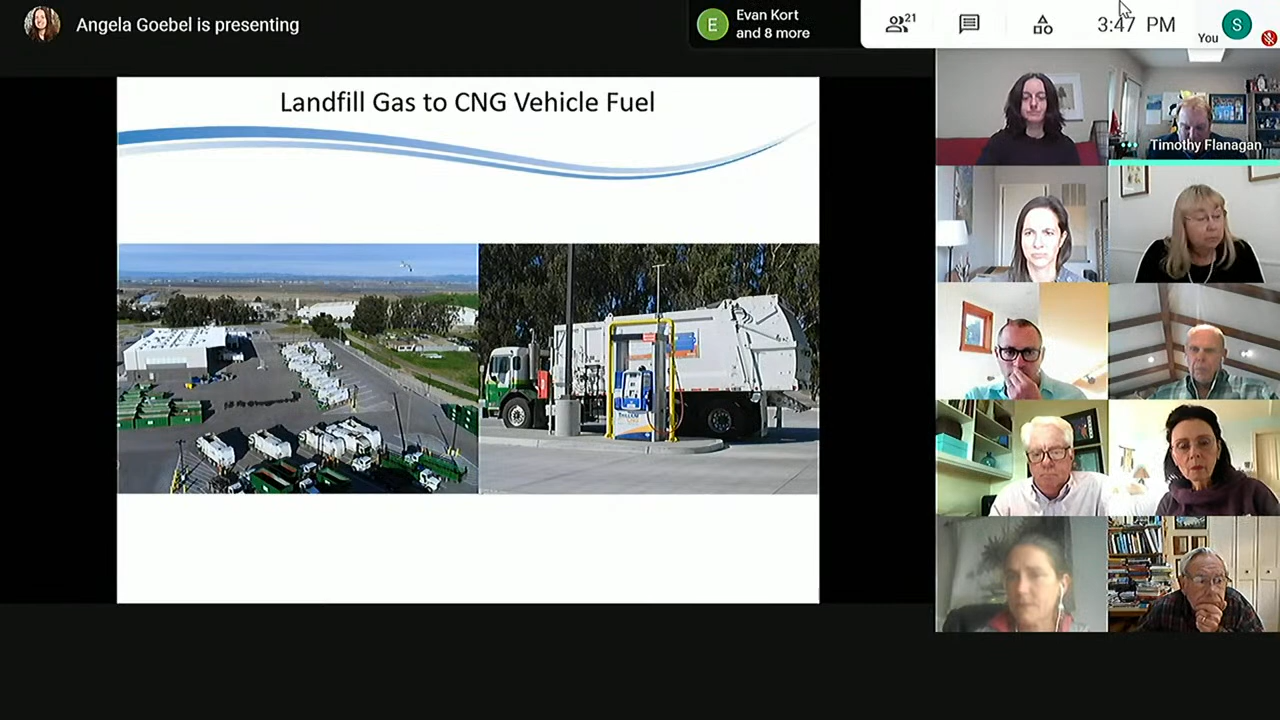 Angela Goebel is presenting
E
Evan Kort
and 8 more
21
3:47 PM
You
S
Landfill Gas to CNG Vehicle Fuel
Timothy Flanagan